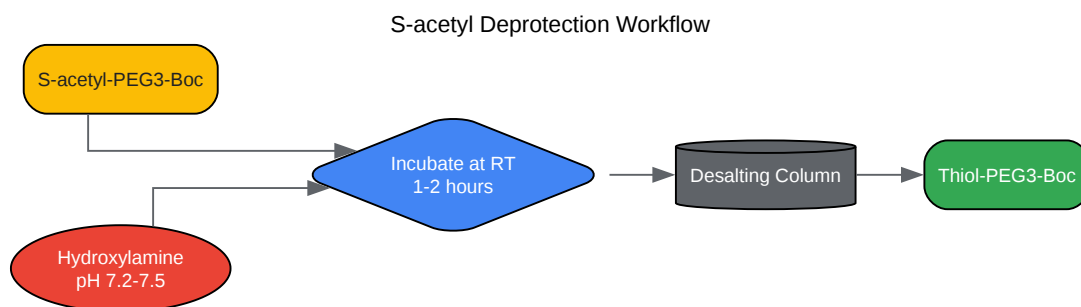 S-acetyl Deprotection Workflow
S-acetyl-PEG3-Boc
Incubate at RT
1-2 hours
Desalting Column
Thiol-PEG3-Boc
Hydroxylamine
pH 7.2-7.5